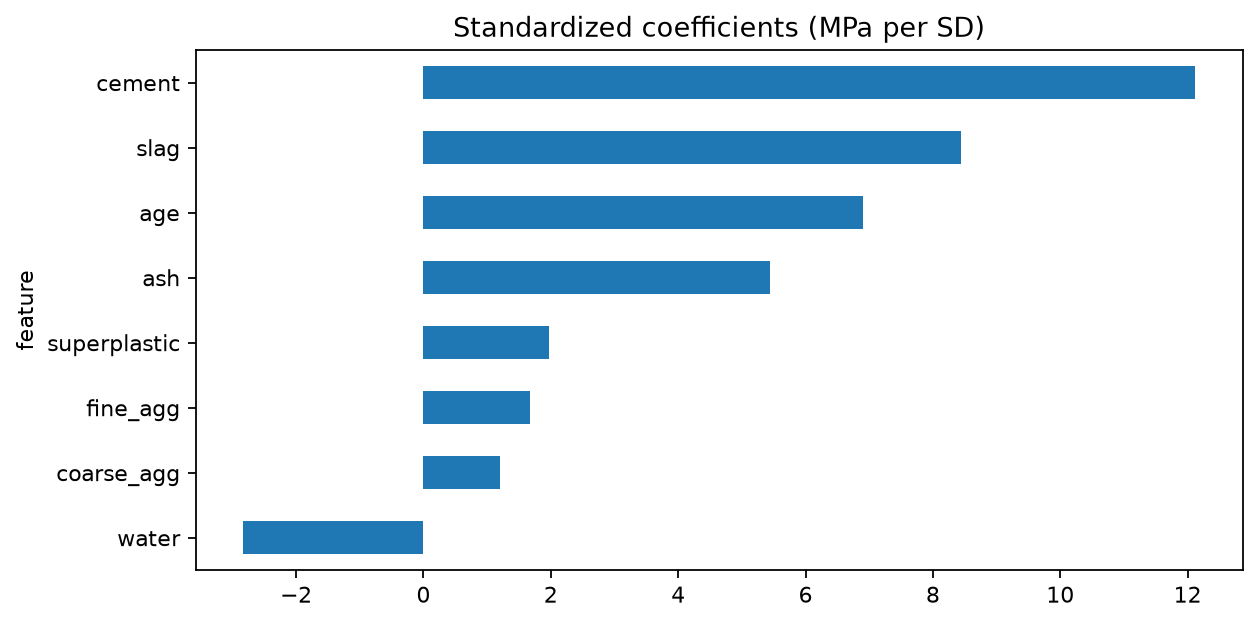 Standardized coefficients (MPa per SD)
feature
cement
slag
age
ash
superplastic
fine_agg
coarse_agg
water
−2 0 2 4 6 8 10 12